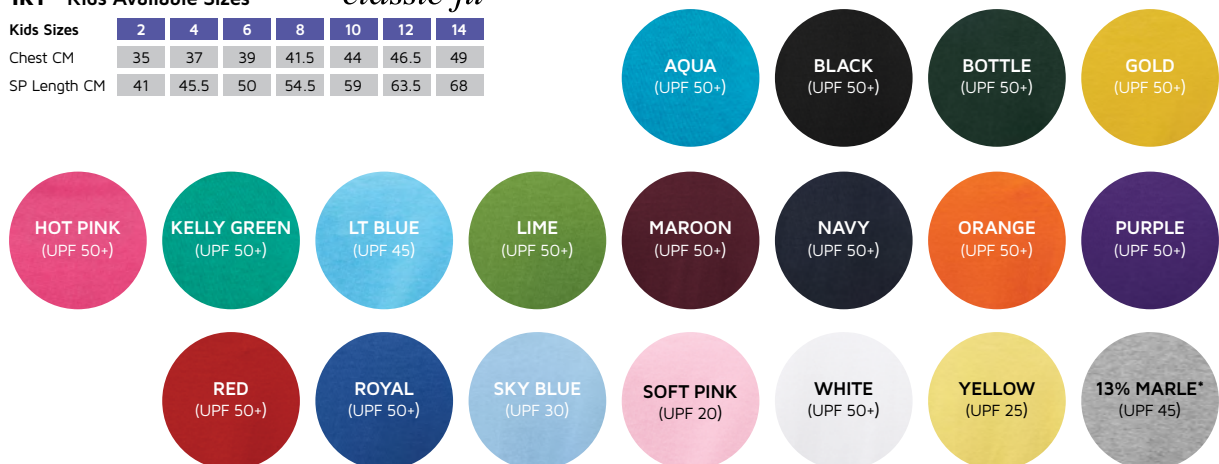 Kids Available Sizes
Kids Sizes 2 4 6 8 10 12 14
Chest CM 35 37 39 41.5 44 46.5 49
SP Length CM 41 45.5 50 54.5 59 63.5 68
AQUA
(UPF 50+)
BLACK
(UPF 50+)
BOTTLE
(UPF 50+)
GOLD
(UPF 50+)
HOT PINK
(UPF 50+)
KELLY GREEN
(UPF 50+)
LT BLUE
(UPF 45)
LIME
(UPF 50+)
MAROON
(UPF 50+)
NAVY
(UPF 50+)
ORANGE
(UPF 50+)
PURPLE
(UPF 50+)
RED
(UPF 50+)
ROYAL
(UPF 50+)
SKY BLUE
(UPF 30)
SOFT PINK
(UPF 20)
WHITE
(UPF 50+)
YELLOW
(UPF 25)
13% MARLE*
(UPF 45)